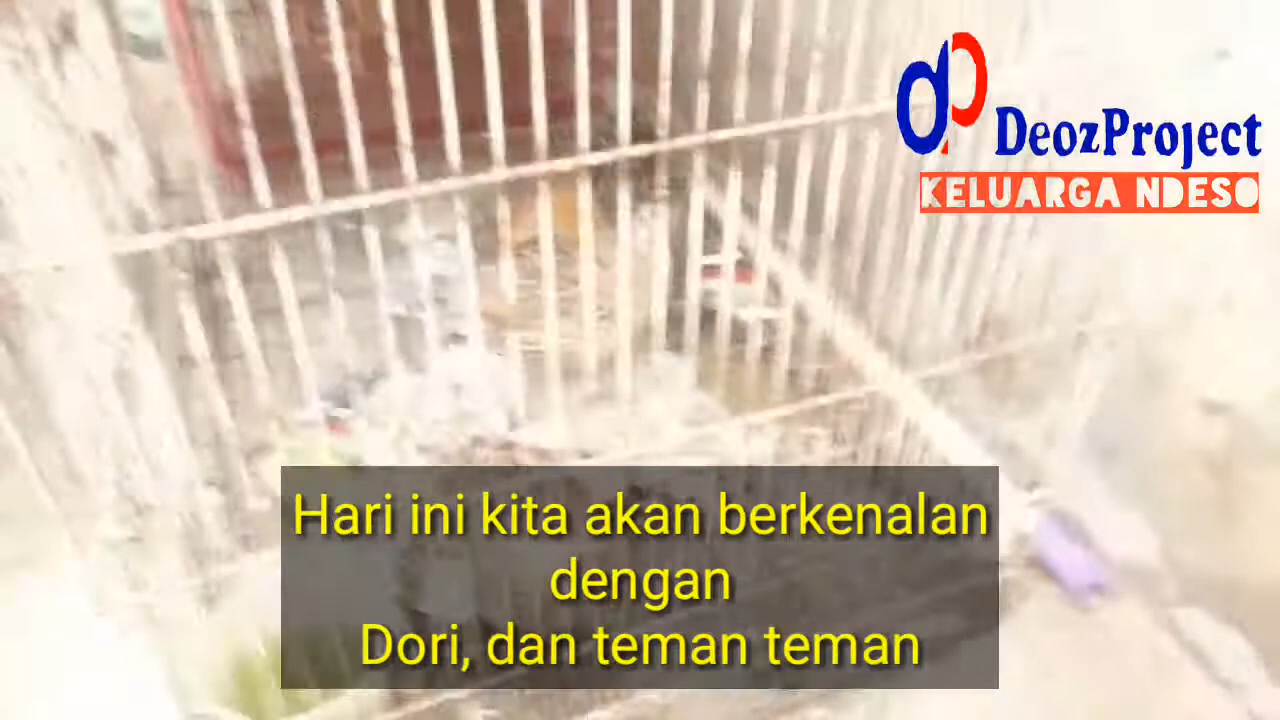 DeozProject
KELUARGA NDESO
Hari ini kita akan berkenalan
dengan
Dori, dan teman teman